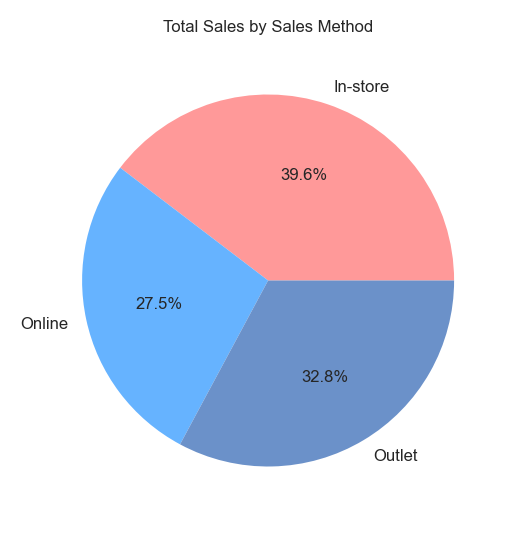 Total Sales by Sales Method
In-store
39.6%
27.5%
Online
32.8%
Outlet